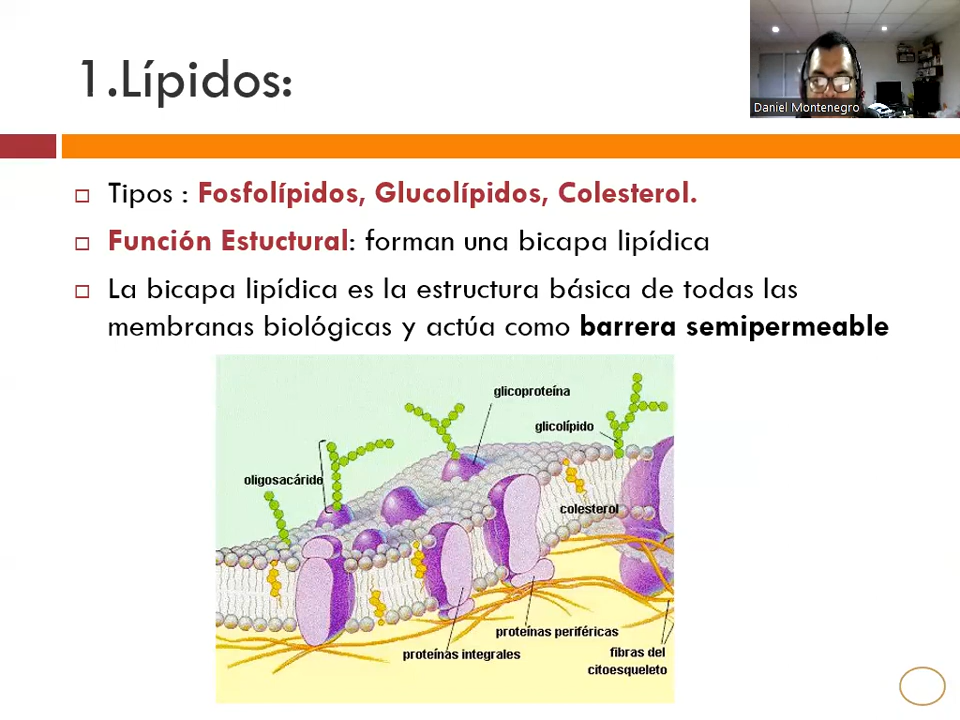 1.Lípidos:
Daniel Montenegro
Tipos : Fosfolípidos, Glucolípidos, Colesterol.
Función Estuctural: forman una bicapa lipídica
La bicapa lipídica es la estructura básica de todas las
membranas biológicas y actúa como barrera semipermeable
glicoproteína
glicolípido
oligosacárido
colesterol
proteínas periféricas
proteínas integrales
fibras del
citoesqueleto